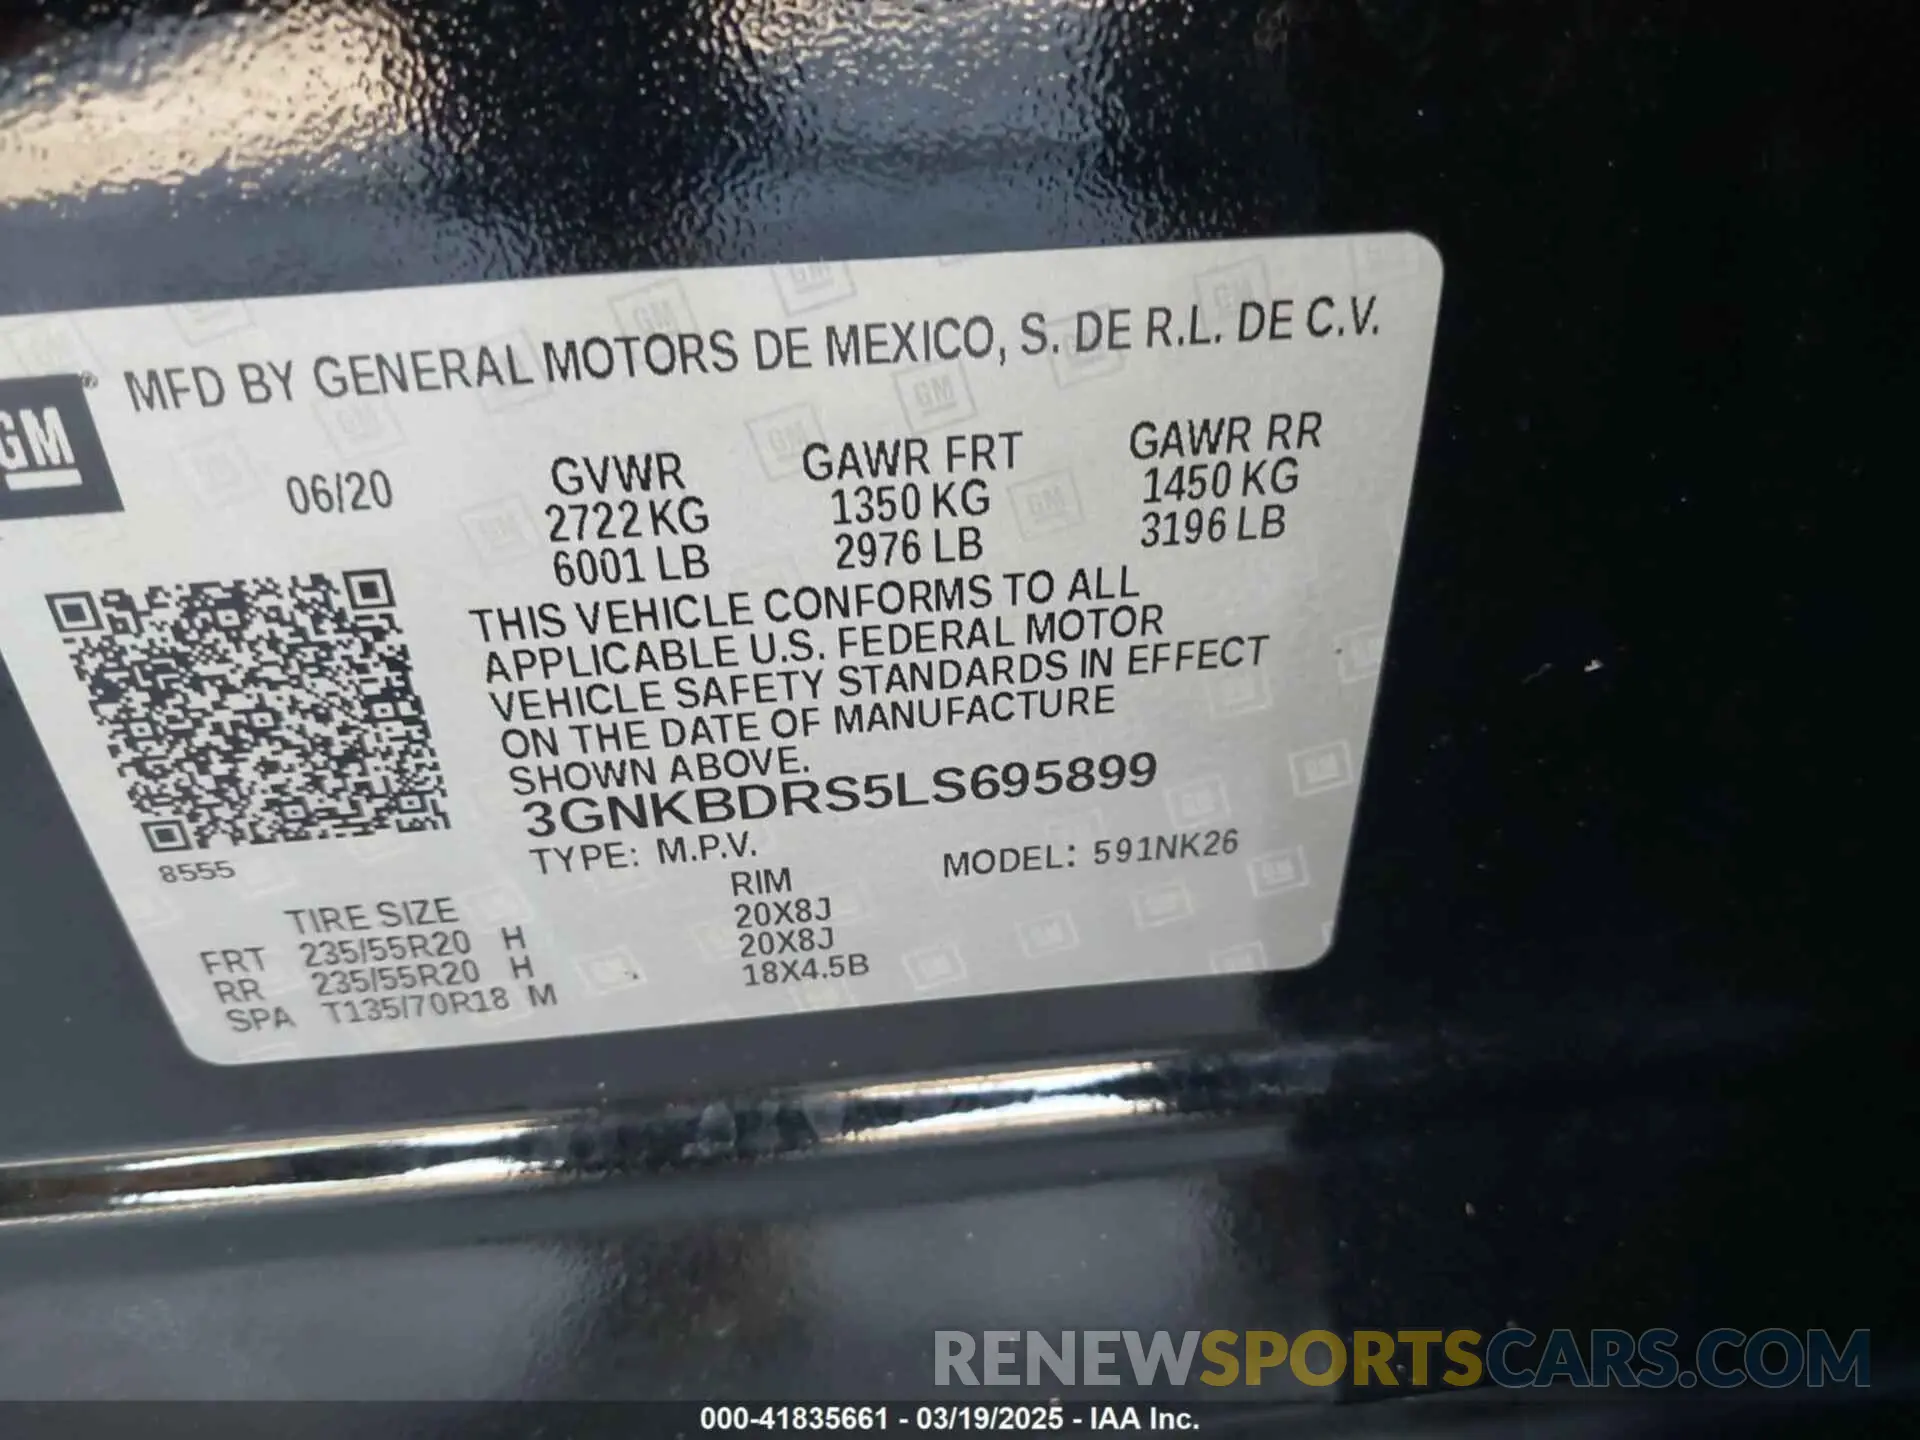 MFD BY GENERAL MOTORS DE MEXICO, S. DE R.L. DE C.V.
GM®
06/20
GVWR GAWR FRT GAWR RR
2722 KG 1350 KG 1450 KG
6001 LB 2976 LB 3196 LB
THIS VEHICLE CONFORMS TO ALL
APPLICABLE U.S. FEDERAL MOTOR
VEHICLE SAFETY STANDARDS IN EFFECT
ON THE DATE OF MANUFACTURE
SHOWN ABOVE.
3GNKBDRS5LS695899
TYPE: M.P.V. MODEL: 591NK26
8555
TIRE SIZE RIM
FRT 235/55R20 H 20X8J
RR 235/55R20 H 20X8J
SPA T135/70R18 M 18X4.5B
RENEWSPORTSCARS.COM
000-41835661 - 03/19/2025 - IAA Inc.